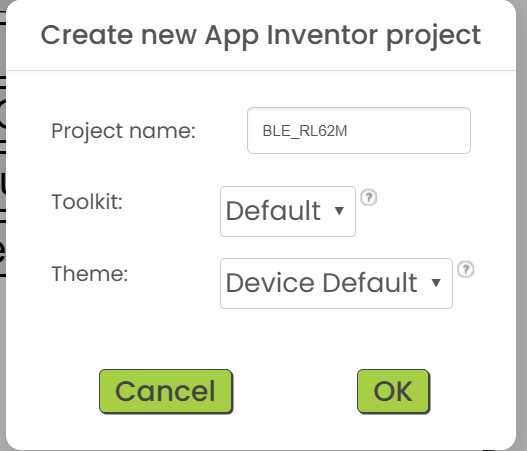 Create new App Inventor project
Project name: BLE_RL62M
Toolkit: Default ▼ ?
Theme: Device Default ▼ ?
Cancel OK